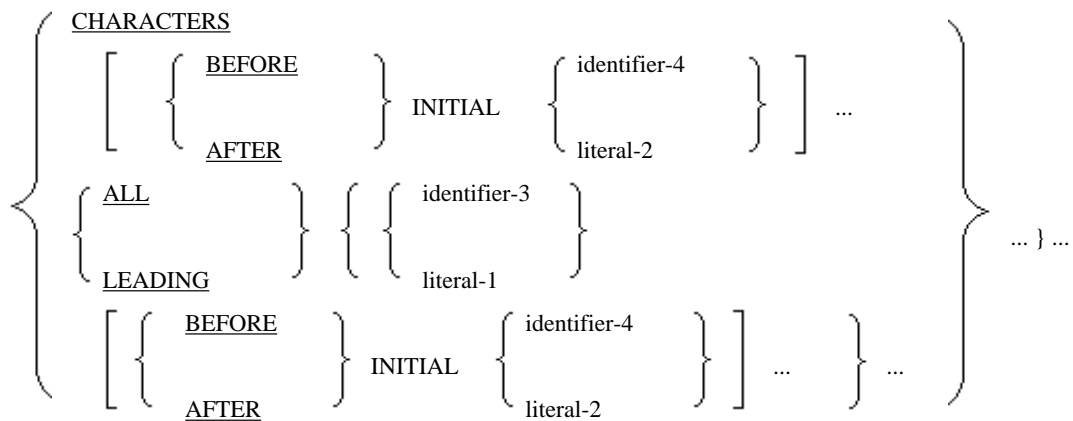 CHARACTERS
BEFORE identifier-4
INITIAL ...
AFTER literal-2
ALL identifier-3
... } ...
LEADING literal-1
BEFORE identifier-4
INITIAL ... ...
AFTER literal-2